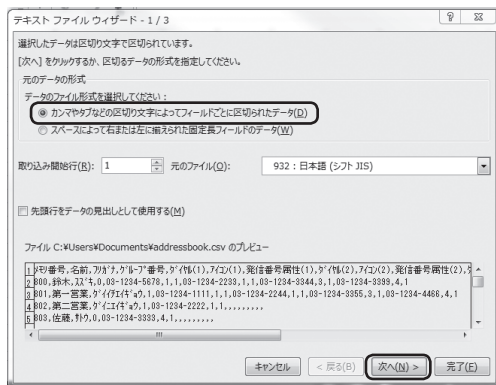 テキスト ファイル ウィザード - 1 / 3
選択したデータは区切り文字で区切られています。
[次へ] をクリックするか、区切るデータの形式を指定してください。
元のデータの形式
データのファイル形式を選択してください：
カンマやタブなどの区切り文字によってフィールドごとに区切られたデータ(D)
スペースによって右または左に揃えられた固定長フィールドのデータ(W)
取り込み開始行(R): 1 元のファイル(O): 932 : 日本語 (シフト JIS)
先頭行をデータの見出しとして使用する(M)
ファイル C:¥Users¥Documents¥addressbook.csv のプレビュー
1 ﾒﾓﾘ番号,名前,ﾌﾘｶﾞﾅ,ｸﾞﾙｰﾌﾟ番号,ﾀﾞｲﾔﾙ(1),ｱｲｺﾝ(1),発信番号属性(1),ﾀﾞｲﾔﾙ(2),ｱｲｺﾝ(2),発信番号属性(2),
2 800,鈴木,ｽｽﾞｷ,0,03-1234-5678,1,1,03-1234-2233,1,1,03-1234-3344,3,1,03-1234-3399,4,1
3 801,第一営業,ﾀﾞｲｲﾁｴｲｷﾞｮｳ,1,03-1234-1111,1,1,03-1234-2244,1,1,03-1234-3355,3,1,03-1234-4466,4,1
4 802,第二営業,ﾀﾞｲﾆｴｲｷﾞｮｳ,1,03-1234-2222,1,1,,,,,,,,,
5 803,佐藤,ｻﾄｳ,0,03-1234-3333,4,1,,,,,,,,,
キャンセル < 戻る(B) 次へ(N) > 完了(F)